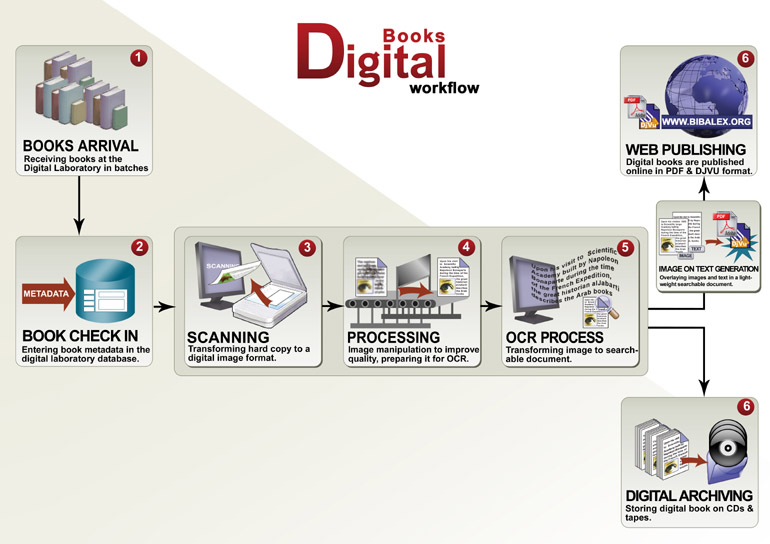 Books
Digital
workflow
1
BOOKS ARRIVAL
Receiving books at the
Digital Laboratory in batches
2
METADATA
BOOK CHECK IN
Entering book metadata in the
digital laboratory database.
3
SCANNING
SCANNING
Transforming hard copy to a
digital image format.
4
PROCESSING
Image manipulation to improve
quality, preparing it for OCR.
5
upon his visit to Scientific
Academy built by Napoleon
Bonaparte during the time
of the French Expedition,
the great historian alJabarti
describes the Arab books
OCR PROCESS
Transforming image to search-
able document.
6
PDF
DjVu
WWW.BIBALEX.ORG
WEB PUBLISHING
Digital books are published
online in PDF & DJVU format.
TEXT
IMAGE
PDF
DjVu
IMAGE ON TEXT GENERATION
Overlaying images and text in a light-
weight searchable document.
6
DIGITAL ARCHIVING
Storing digital book on CDs &
tapes.